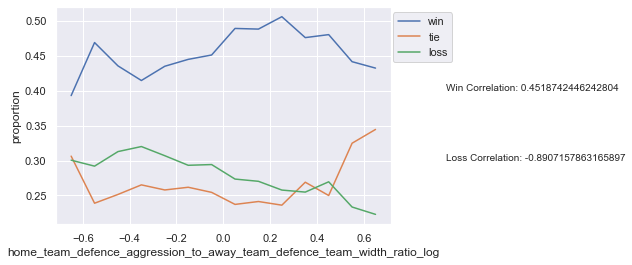 0.50
0.45
0.40
0.35
0.30
0.25
proportion
−0.6 −0.4 −0.2 0.0 0.2 0.4 0.6
home_team_defence_aggression_to_away_team_defence_team_width_ratio_log
win
tie
loss
Win Correlation: 0.4518742446242804
Loss Correlation: -0.8907157863165897